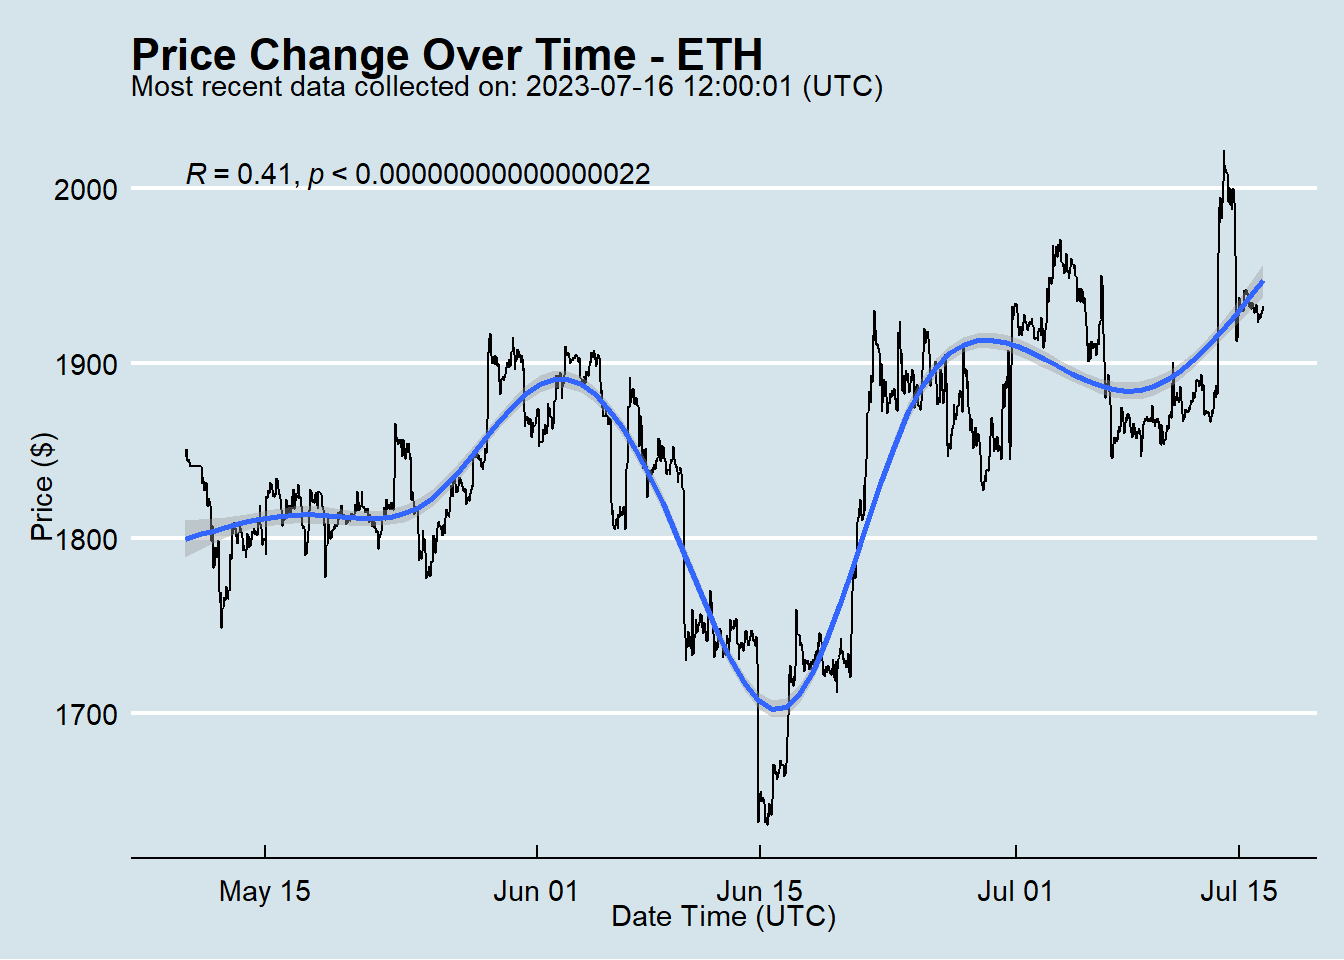 Price Change Over Time - ETH
Most recent data collected on: 2023-07-16 12:00:01 (UTC)
R = 0.41, p < 0.00000000000000022
2000
1900
1800
1700
Price ($)
May 15
Jun 01
Jun 15
Jul 01
Jul 15
Date Time (UTC)